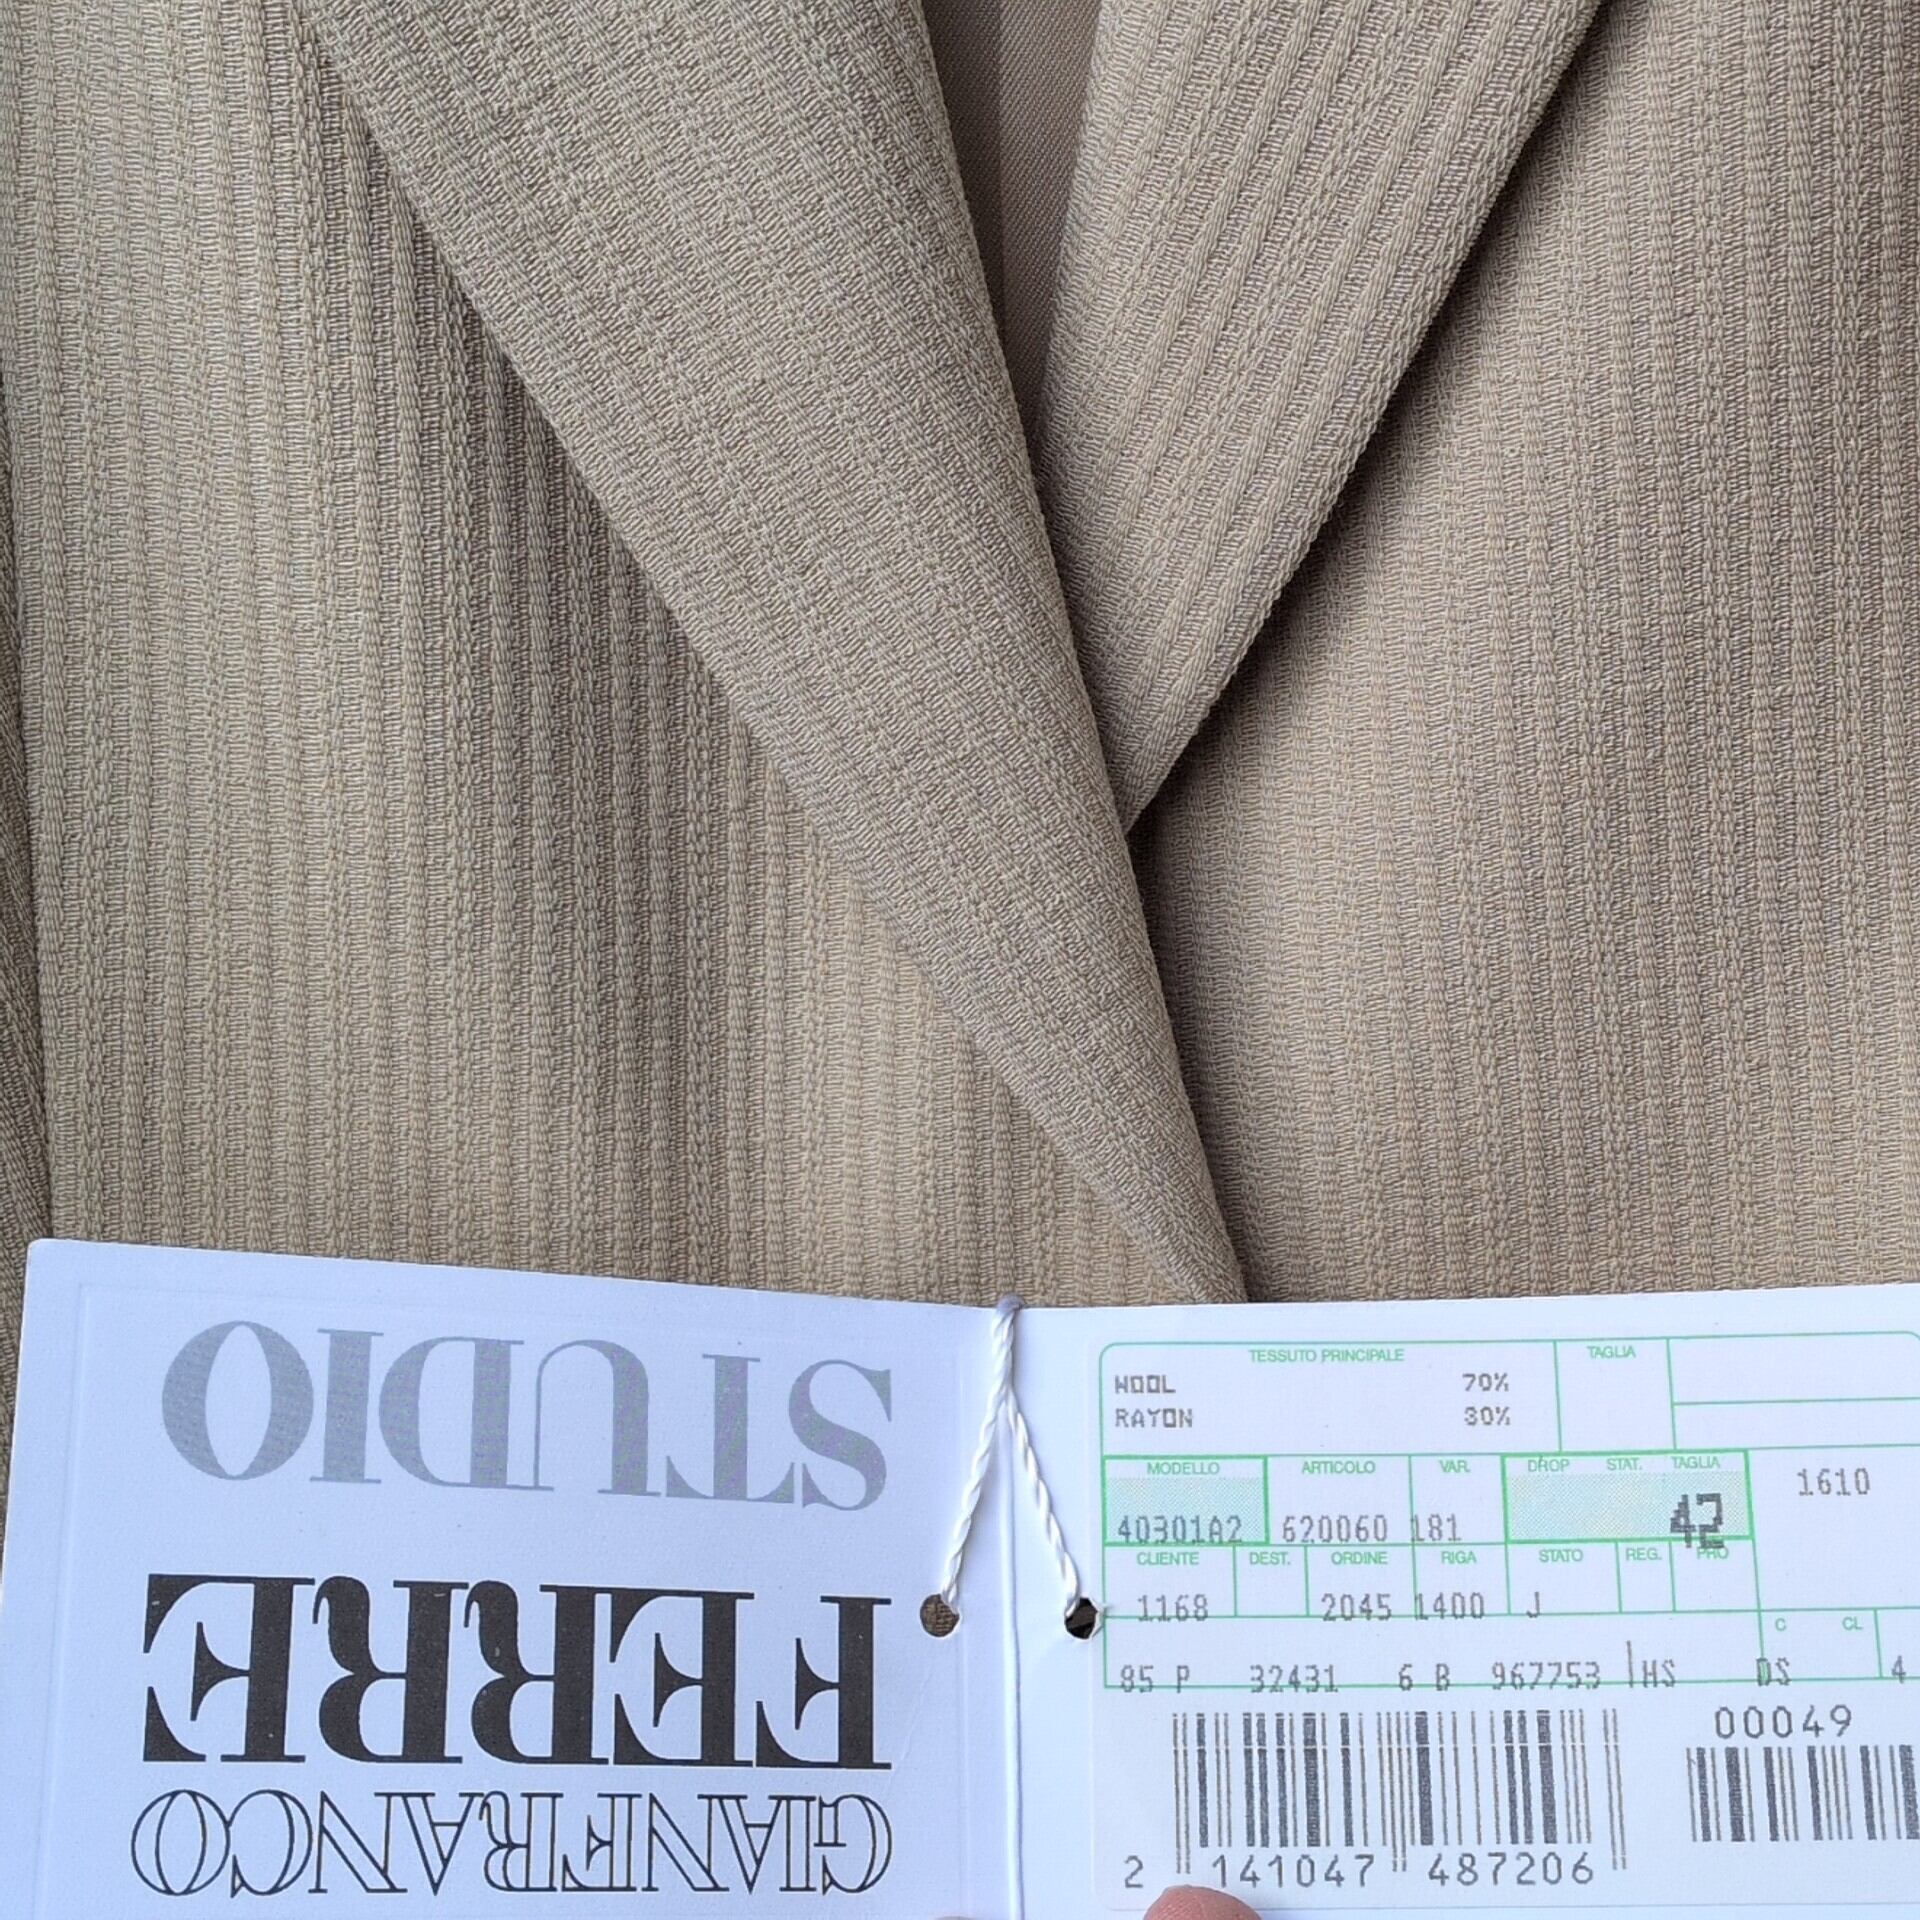 GIANFRANCO
FERRE
STUDIO
TESSUTO PRINCIPALE TAGLIA
WOOL 70%
RAYON 30%
MODELLO ARTICOLO VAR. DROP STAT. TAGLIA
40301A2 620060 181 42 1610
CLIENTE DEST. ORDINE RIGA STATO REG. PRO
1168 2045 1400 J
C CL
85 P 32431 6 B 967753 HS DS 4
00049
2 141047 487206